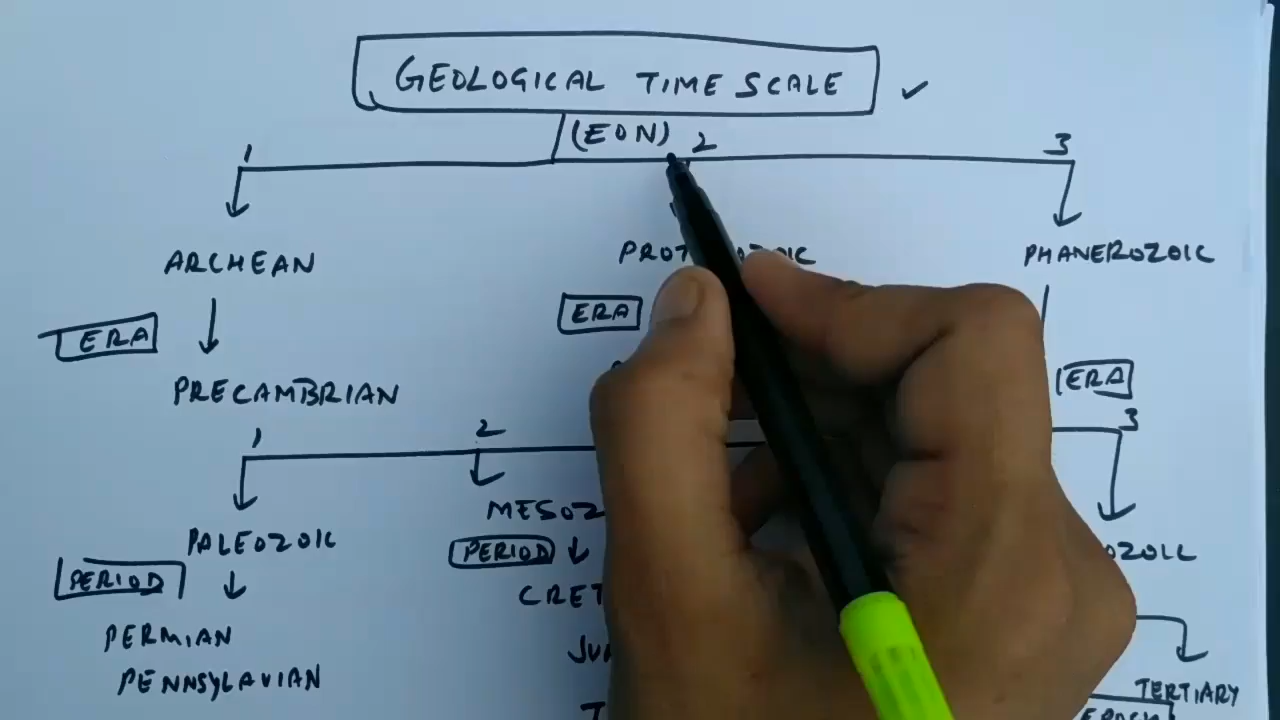 GEOLOGICAL TIME SCALE
(EON)
1 2 3
ARCHEAN PHANEROZOIC
ERA ERA
PRECAMBRIAN ERA
1 2 3
PALEOZOIC
PERIOD PERIOD
PERMIAN
PENNSYLAVIAN TERTIARY